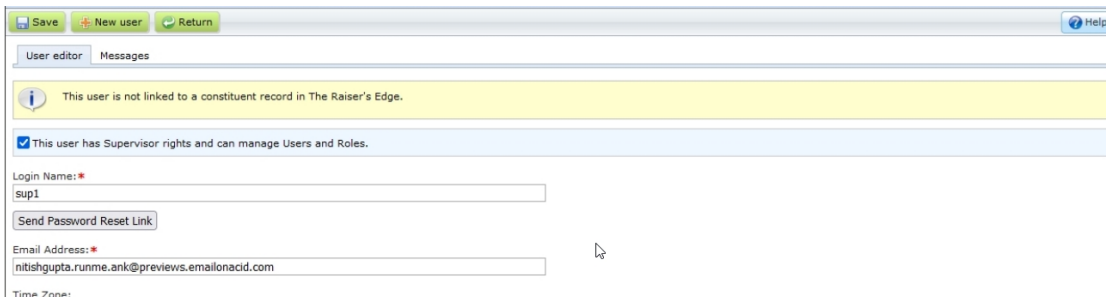 Save New user Return Help
User editor Messages
This user is not linked to a constituent record in The Raiser's Edge.
This user has Supervisor rights and can manage Users and Roles.
Login Name:*
sup1
Send Password Reset Link
Email Address:*
nitishgupta.runme.ank@previews.emailonacid.com
Time Zone: